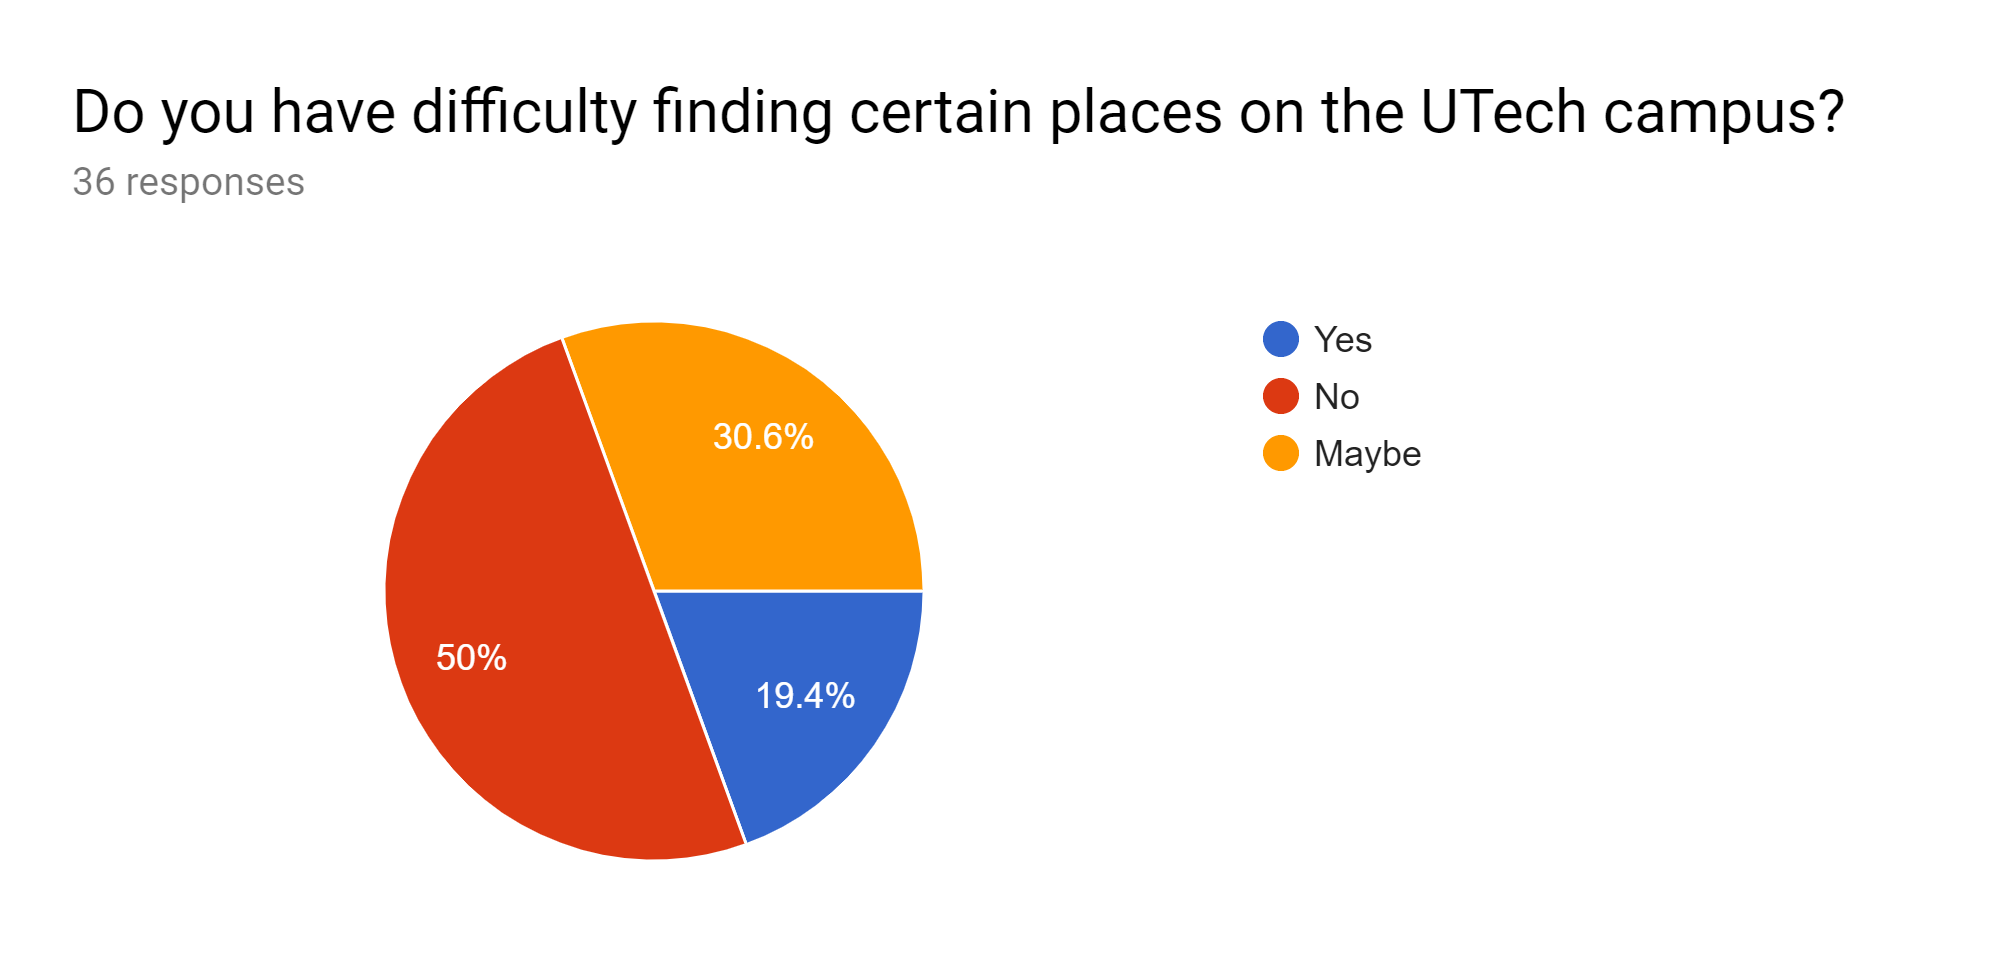 Do you have difficulty finding certain places on the UTech campus?
36 responses
Yes
No
Maybe
30.6%
50%
19.4%